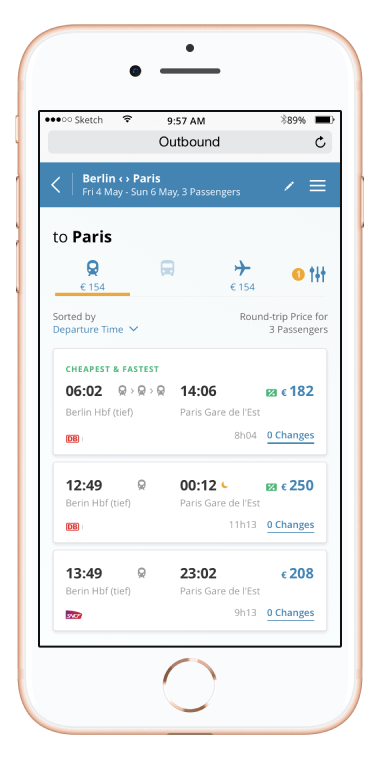 Sketch 9:57 AM 89%
Outbound
Berlin ‹ › Paris
Fri 4 May - Sun 6 May, 3 Passengers
to Paris
€ 154 € 154 1
Sorted by Round-trip Price for
Departure Time 3 Passengers
CHEAPEST & FASTEST
06:02 › › 14:06 € 182
Berlin Hbf (tief) Paris Gare de l'Est
DB 8h04 0 Changes
12:49 00:12 € 250
Berin Hbf (tief) Paris Gare de l'Est
DB 11h13 0 Changes
13:49 23:02 € 208
Berin Hbf (tief) Paris Gare de l'Est
SNCF 9h13 0 Changes